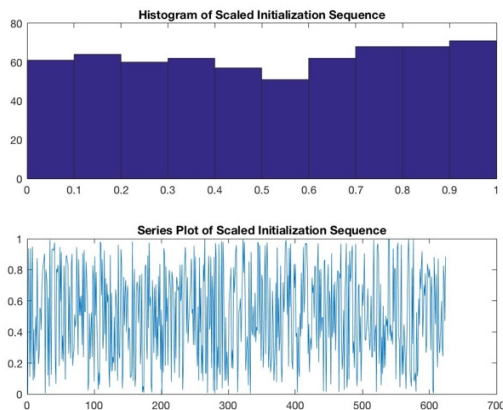 Histogram of Scaled Initialization Sequence
80
60
40
20
0
0 0.1 0.2 0.3 0.4 0.5 0.6 0.7 0.8 0.9 1
Series Plot of Scaled Initialization Sequence
1
0.8
0.6
0.4
0.2
0
0 100 200 300 400 500 600 700